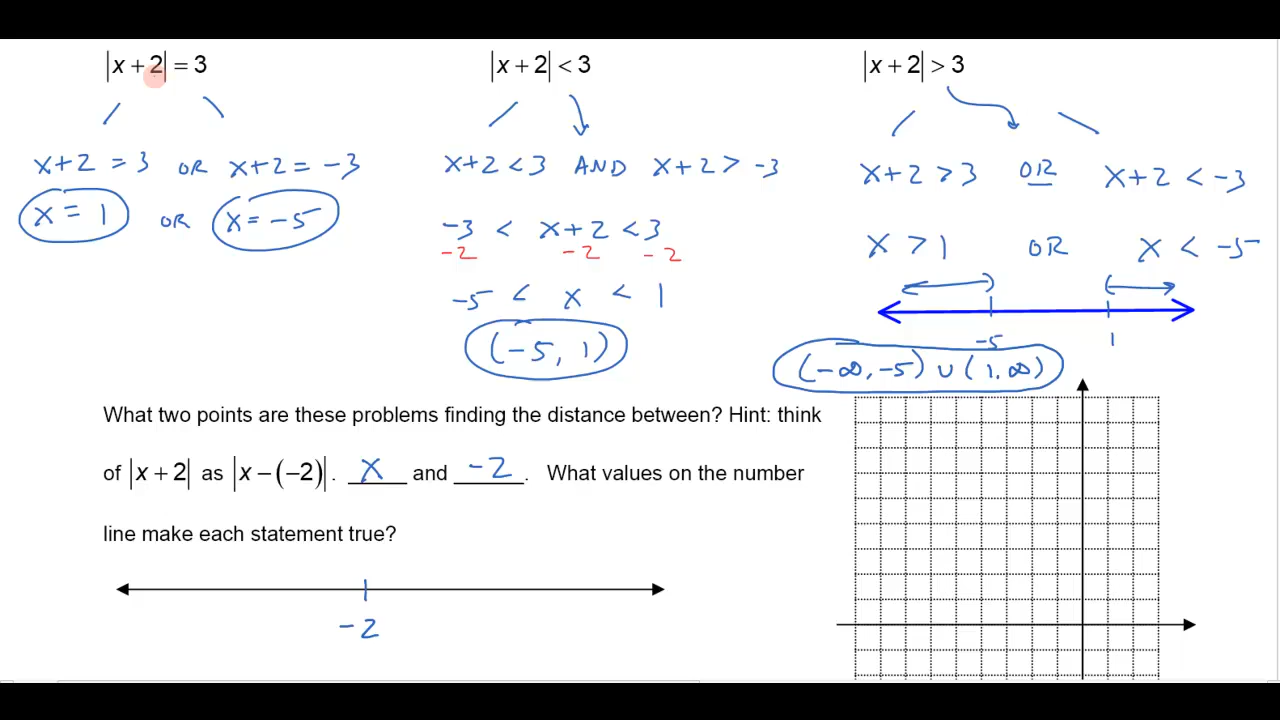 |x + 2| = 3
x+2 = 3 OR x+2 = -3
x = 1 OR x = -5
|x + 2| < 3
x+2 < 3 AND x+2 > -3
-3 < x+2 < 3
-2 -2 -2
-5 < x < 1
(-5, 1)
|x + 2| > 3
x+2 > 3 OR x+2 < -3
x > 1 OR x < -5
-5 1
(-∞, -5) ∪ (1, ∞)
What two points are these problems finding the distance between? Hint: think
of |x + 2| as |x − (−2)|. x and -2. What values on the number
line make each statement true?
-2